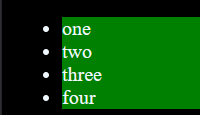 • one
• two
• three
• four